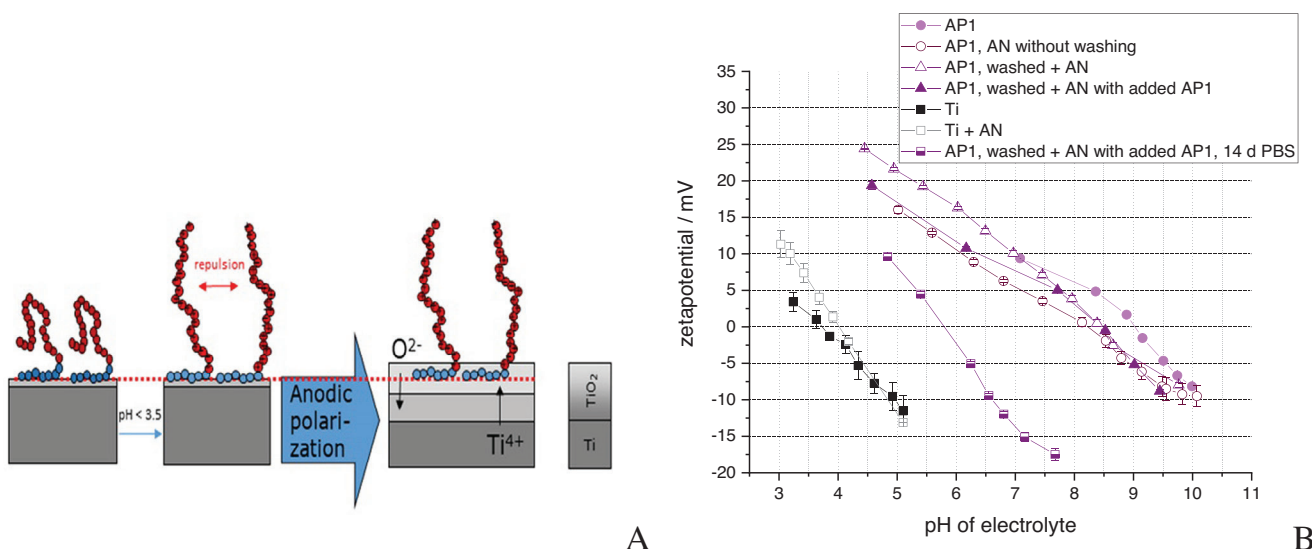 repulsion
O2-
pH < 3.5
Anodic
polari-
zation
Ti4+
TiO2
Ti
A
AP1
AP1, AN without washing
AP1, washed + AN
AP1, washed + AN with added AP1
Ti
Ti + AN
AP1, washed + AN with added AP1, 14 d PBS
zetapotential / mV
35
30
25
20
15
10
5
0
-5
-10
-15
-20
3 4 5 6 7 8 9 10 11
pH of electrolyte
B